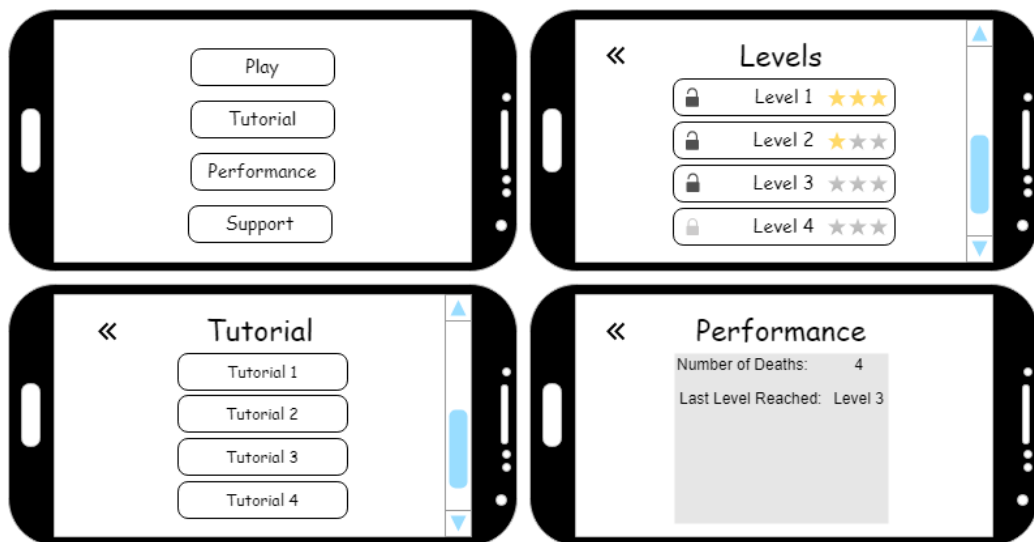 Play
Tutorial
Performance
Support
Levels
Level 1
Level 2
Level 3
Level 4
Tutorial
Tutorial 1
Tutorial 2
Tutorial 3
Tutorial 4
Performance
Number of Deaths: 4
Last Level Reached: Level 3